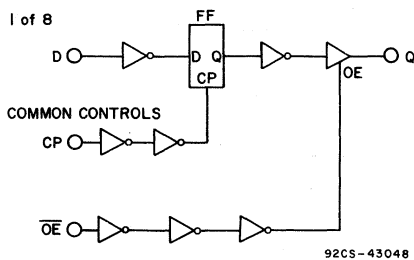 1 of 8
FF
D
D Q
Q
CP
OE
COMMON CONTROLS
CP
OE
92CS-43048